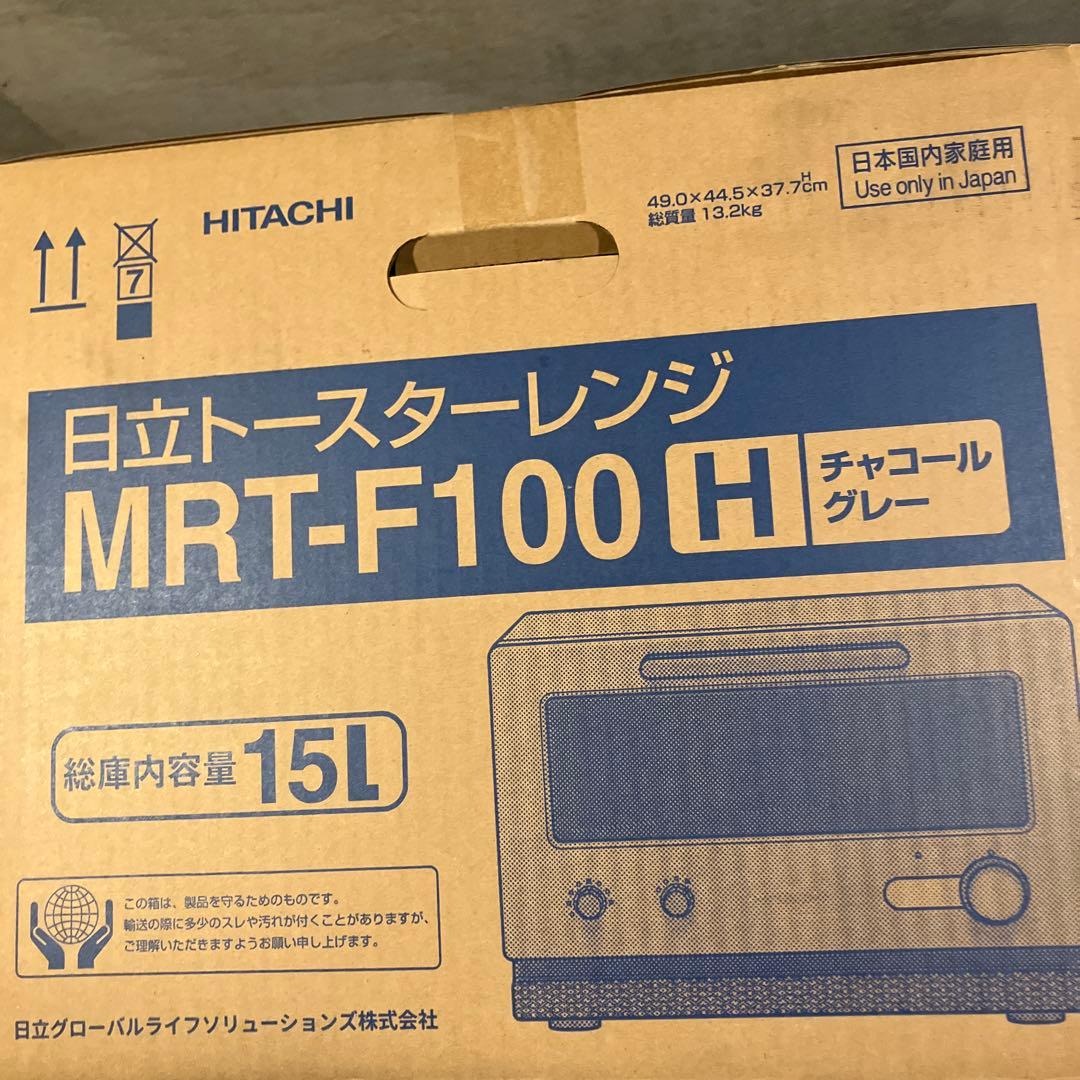 HITACHI
7
49.0×44.5×37.7cm
H
総質量 13.2kg
日本国内家庭用
Use only in Japan
日立トースターレンジ
MRT-F100 H チャコール
グレー
総庫内容量 15L
この箱は、製品を守るためのものです。
輸送の際に多少のスレや汚れが付くことがありますが、
ご理解いただきますようお願い申し上げます。
日立グローバルライフソリューションズ株式会社